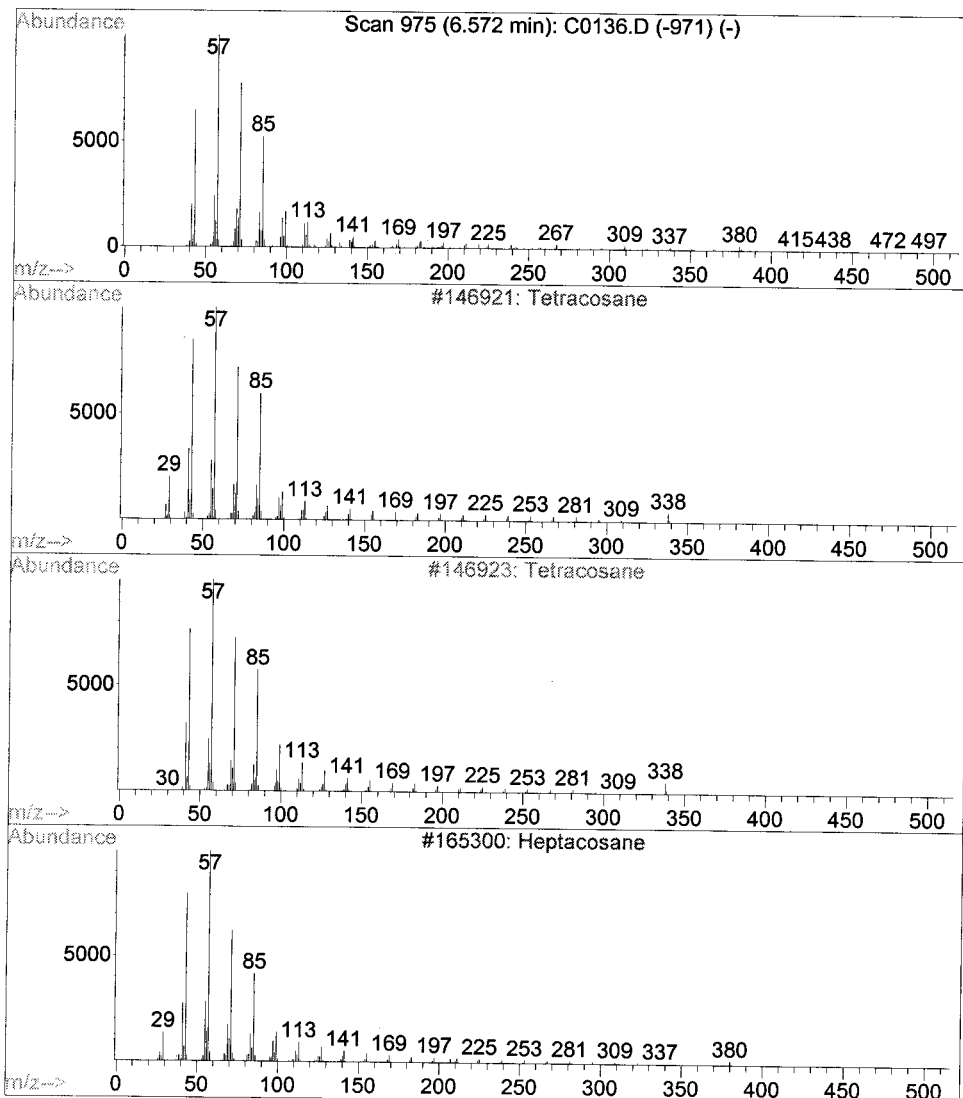 Abundance
Scan 975 (6.572 min): C0136.D (-971) (-)
57
5000
85
113 141 169 197 225 267 309 337 380 415 438 472 497
0
0 50 100 150 200 250 300 350 400 450 500
m/z-->
Abundance
#146921: Tetracosane
57
5000
85
29
113 141 169 197 225 253 281 309 338
0 50 100 150 200 250 300 350 400 450 500
m/z-->
Abundance
#146923: Tetracosane
57
5000
85
30 113 141 169 197 225 253 281 309 338
0 50 100 150 200 250 300 350 400 450 500
m/z-->
Abundance
#165300: Heptacosane
57
5000
85
29 113 141 169 197 225 253 281 309 337 380
0 50 100 150 200 250 300 350 400 450 500
m/z-->